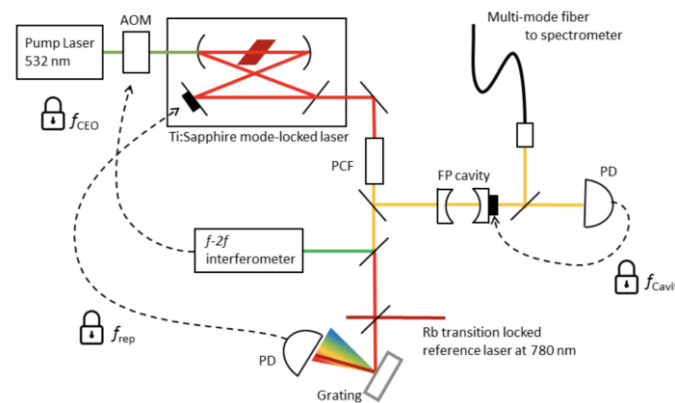 Pump Laser
532 nm
AOM
Multi-mode fiber
to spectrometer
fCEO
Ti:Sapphire mode-locked laser
PCF
FP cavity
PD
f-2f
interferometer
fCavit
frep
Rb transition locked
reference laser at 780 nm
PD
Grating